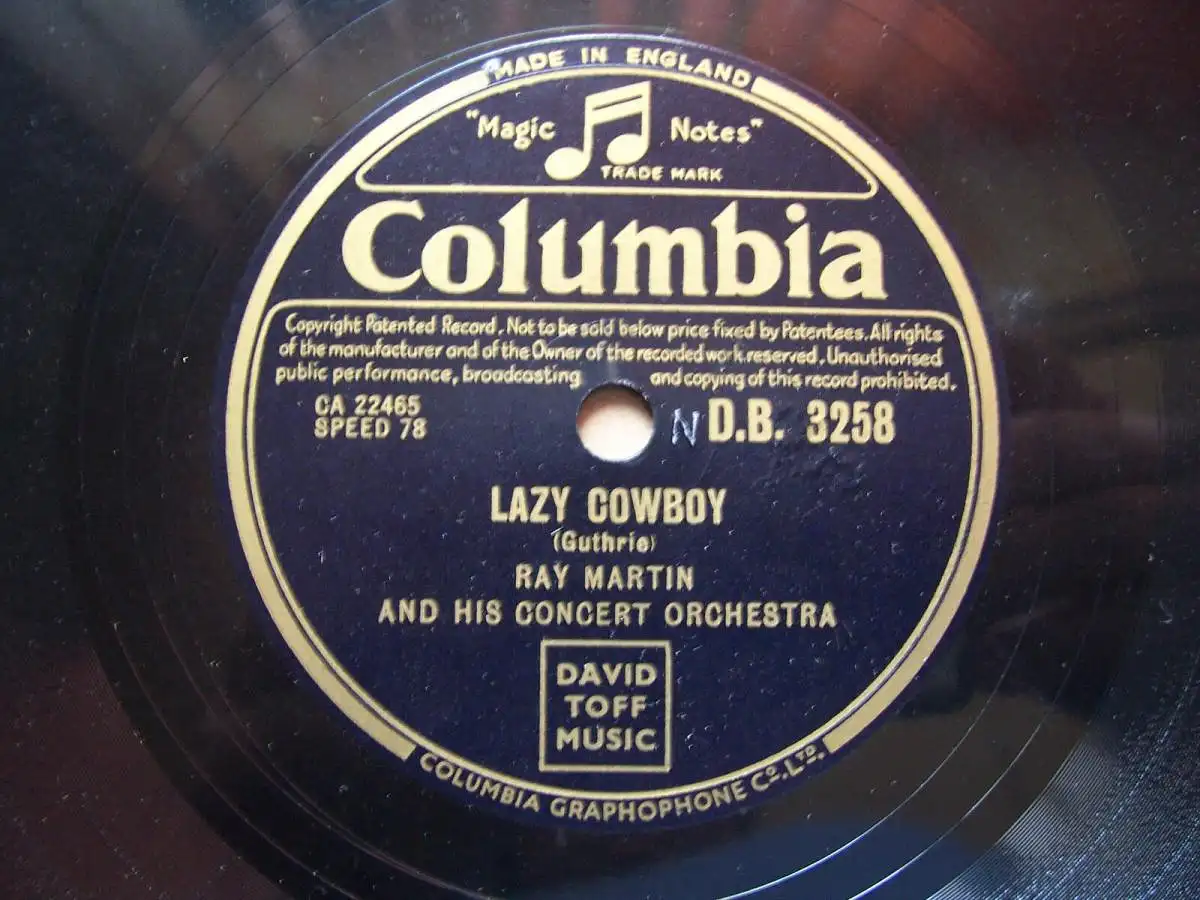 MADE IN ENGLAND
"Magic Notes"
TRADE MARK
Columbia
Copyright Patented Record. Not to be sold below price fixed by Patentees. All rights
of the manufacturer and of the Owner of the recorded work reserved. Unauthorised
public performance, broadcasting and copying of this record prohibited.
CA 22465
SPEED 78
N D.B. 3258
LAZY COWBOY
(Guthrie)
RAY MARTIN
AND HIS CONCERT ORCHESTRA
DAVID
TOFF
MUSIC
COLUMBIA GRAPHOPHONE CO. LTD.